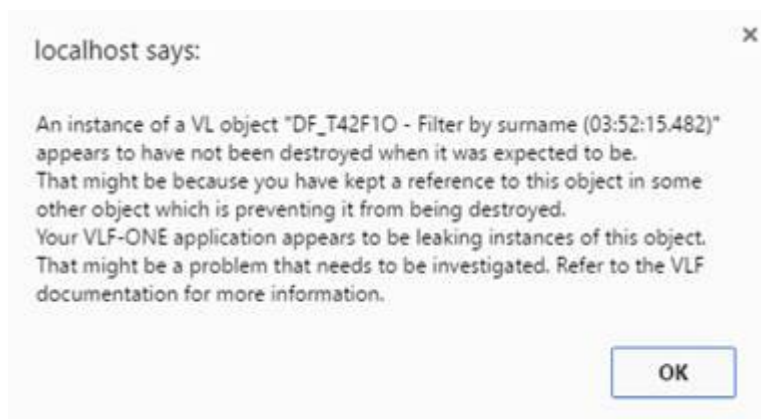 localhost says:
An instance of a VL object "DF_T42F1O - Filter by surname (03:52:15.482)"
appears to have not been destroyed when it was expected to be.
That might be because you have kept a reference to this object in some
other object which is preventing it from being destroyed.
Your VLF-ONE application appears to be leaking instances of this object.
That might be a problem that needs to be investigated. Refer to the VLF
documentation for more information.
OK